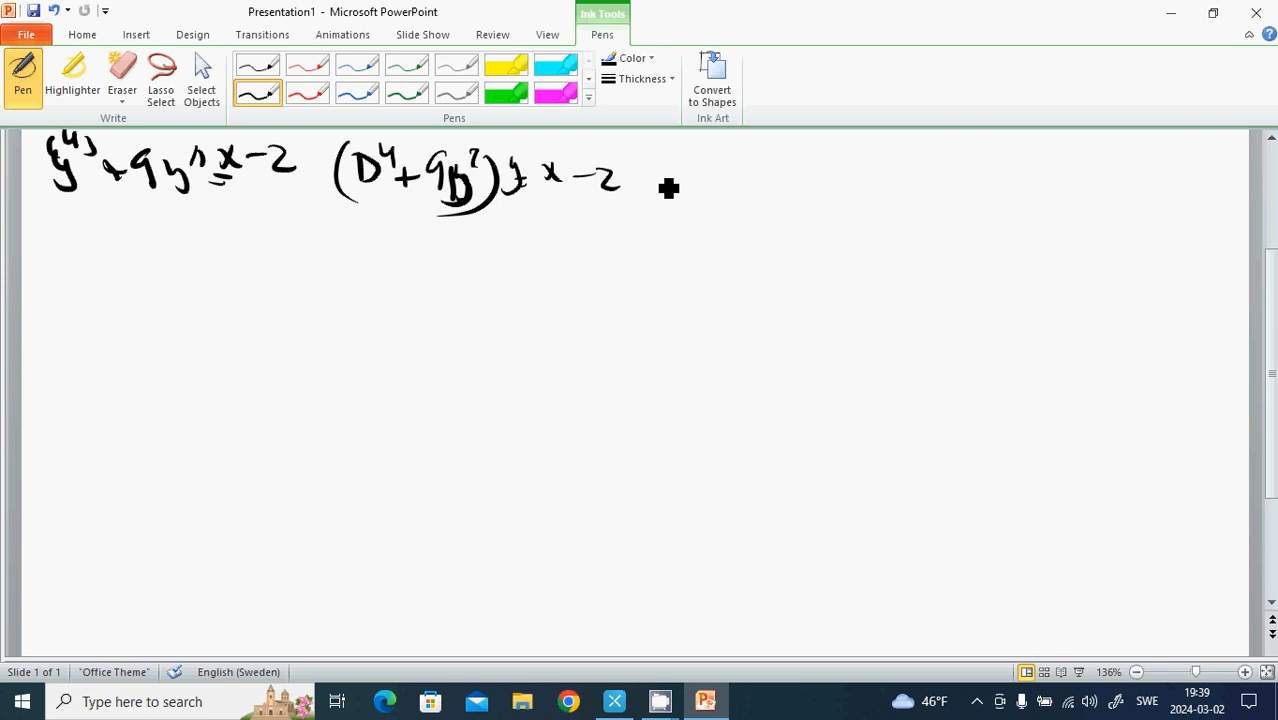 Presentation1 - Microsoft PowerPoint
Ink Tools
File Home Insert Design Transitions Animations Slide Show Review View Pens
Pen Highlighter Eraser Lasso Select Select Objects Color Thickness Convert to Shapes
Write Pens Ink Art
y⁽⁴⁾ + 9y'' = x - 2 (D⁴ + 9D²)y = x - 2
Slide 1 of 1 "Office Theme" English (Sweden) 136%
Type here to search 46°F SWE 19:39
2024-03-02